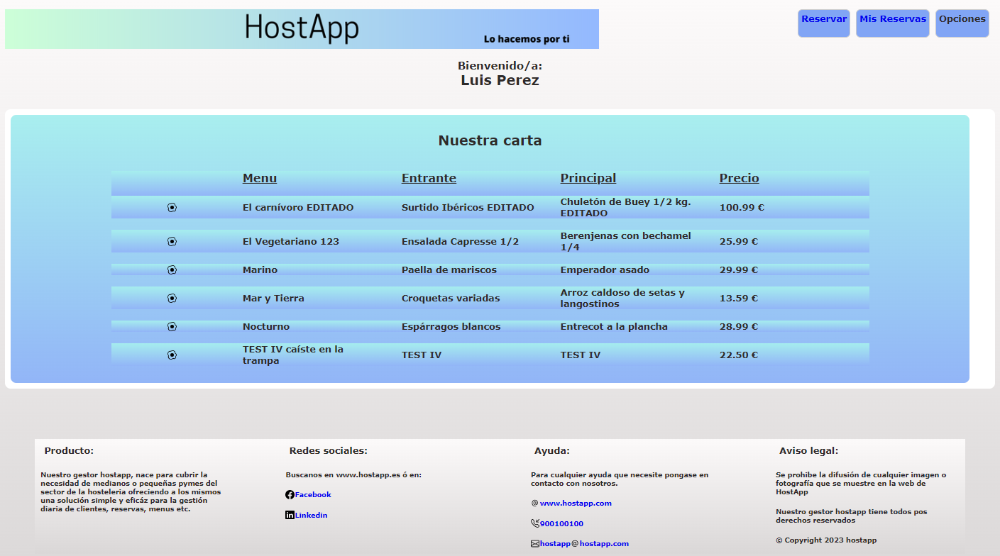 HostApp
Lo hacemos por ti
Reservar
Mis Reservas
Opciones
Bienvenido/a:
Luis Perez
Nuestra carta
Menu Entrante Principal Precio
El carnívoro EDITADO Surtido Ibéricos EDITADO Chuletón de Buey 1/2 kg. EDITADO 100.99 €
El Vegetariano 123 Ensalada Capresse 1/2 Berenjenas con bechamel 1/4 25.99 €
Marino Paella de mariscos Emperador asado 29.99 €
Mar y Tierra Croquetas variadas Arroz caldoso de setas y langostinos 13.59 €
Nocturno Espárragos blancos Entrecot a la plancha 28.99 €
TEST IV caíste en la trampa TEST IV TEST IV 22.50 €
Producto:
Nuestro gestor hostapp, nace para cubrir la
necesidad de medianos o pequeñas pymes del
sector de la hosteleria ofreciendo a los mismos
una solución simple y eficáz para la gestión
diaria de clientes, reservas, menus etc.
Redes sociales:
Buscanos en www.hostapp.es ó en:
Facebook
Linkedin
Ayuda:
Para cualquier ayuda que necesite pongase en
contacto con nosotros.
@www.hostapp.com
900100100
hostapp@hostapp.com
Aviso legal:
Se prohibe la difusión de cualquier imagen o
fotografía que se muestre en la web de
HostApp
Nuestro gestor hostapp tiene todos pos
derechos reservados
© Copyright 2023 hostapp